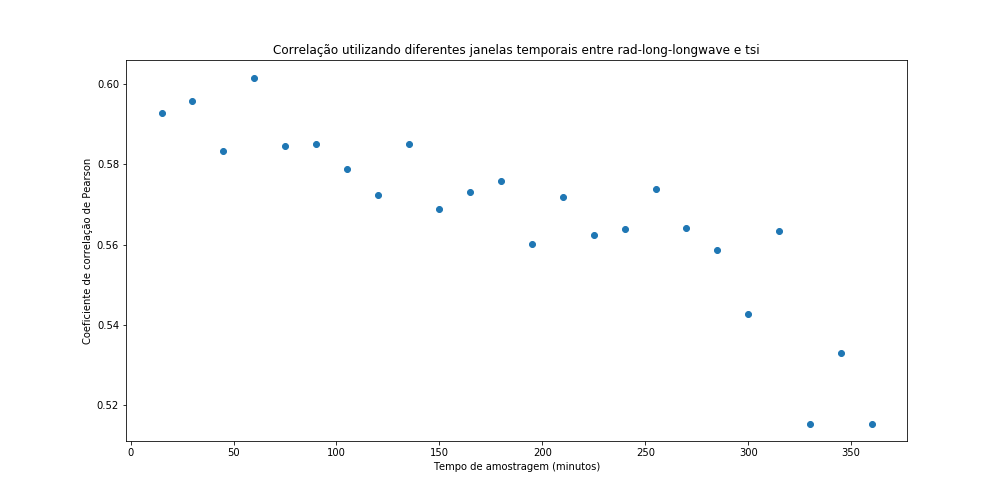 Correlação utilizando diferentes janelas temporais entre rad-long-longwave e tsi
Coeficiente de correlação de Pearson
0.60
0.58
0.56
0.54
0.52
0 50 100 150 200 250 300 350
Tempo de amostragem (minutos)